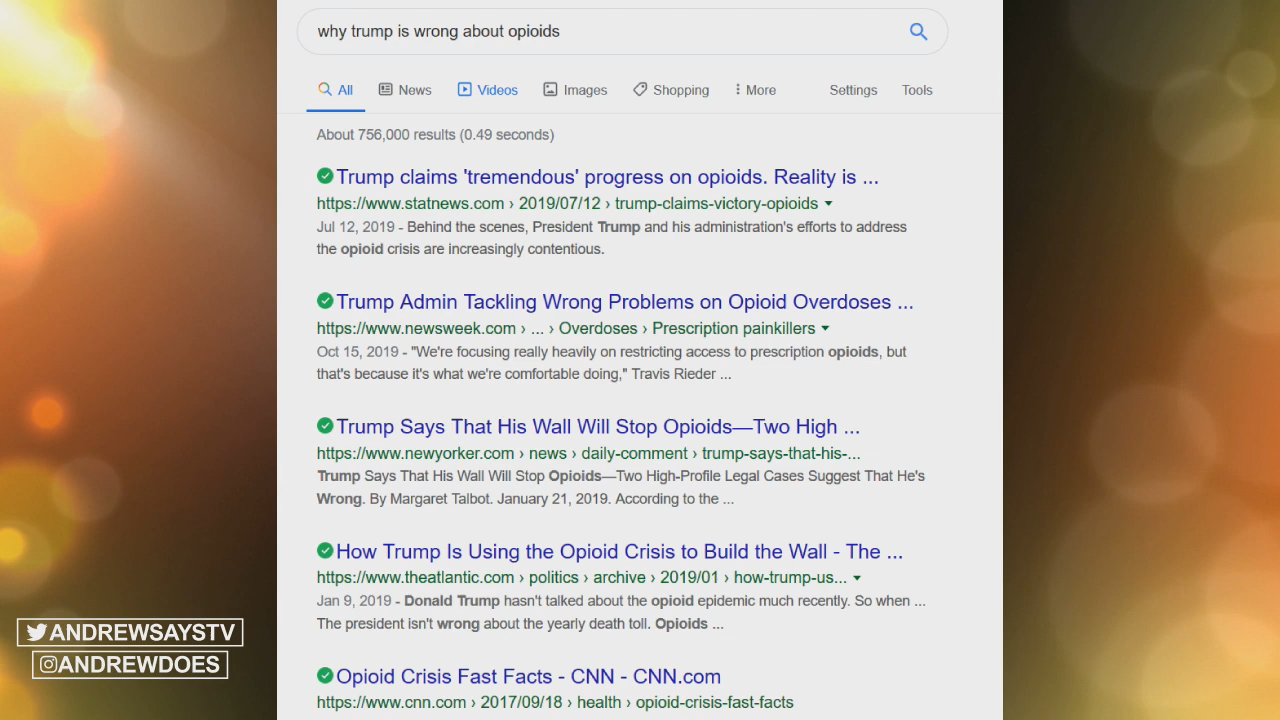 why trump is wrong about opioids
All News Videos Images Shopping More Settings Tools
About 756,000 results (0.49 seconds)
Trump claims 'tremendous' progress on opioids. Reality is ...
https://www.statnews.com › 2019/07/12 › trump-claims-victory-opioids
Jul 12, 2019 - Behind the scenes, President Trump and his administration's efforts to address
the opioid crisis are increasingly contentious.
Trump Admin Tackling Wrong Problems on Opioid Overdoses ...
https://www.newsweek.com › ... › Overdoses › Prescription painkillers
Oct 15, 2019 - "We're focusing really heavily on restricting access to prescription opioids, but
that's because it's what we're comfortable doing," Travis Rieder ...
Trump Says That His Wall Will Stop Opioids—Two High ...
https://www.newyorker.com › news › daily-comment › trump-says-that-his-...
Trump Says That His Wall Will Stop Opioids—Two High-Profile Legal Cases Suggest That He's
Wrong. By Margaret Talbot. January 21, 2019. According to the ...
How Trump Is Using the Opioid Crisis to Build the Wall - The ...
https://www.theatlantic.com › politics › archive › 2019/01 › how-trump-us...
Jan 9, 2019 - Donald Trump hasn't talked about the opioid epidemic much recently. So when ...
The president isn't wrong about the yearly death toll. Opioids ...
Opioid Crisis Fast Facts - CNN - CNN.com
https://www.cnn.com › 2017/09/18 › health › opioid-crisis-fast-facts
ANDREWSAYSTV
@ANDREWDOES